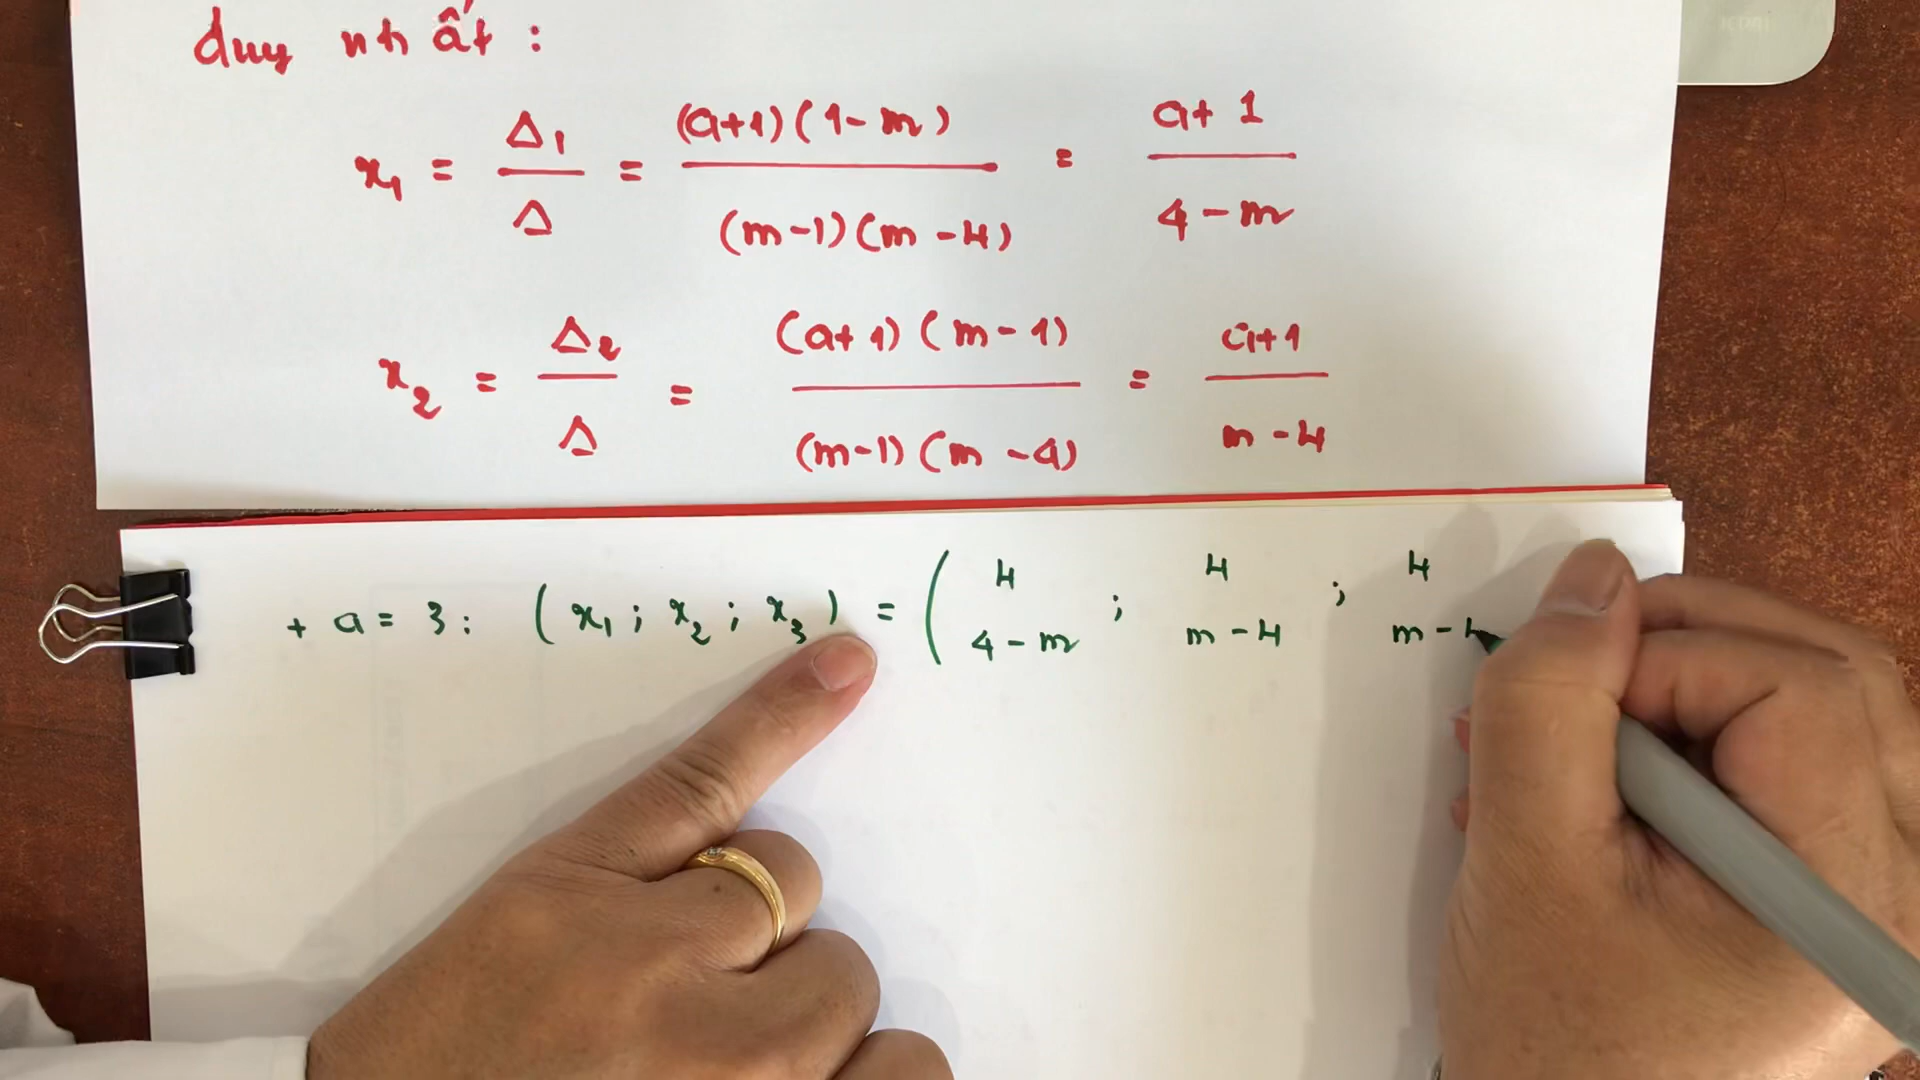 duy nhất :
x₁ = Δ₁/Δ = (a+1)(1-m)/(m-1)(m-4) = a+1/4-m
x₂ = Δ₂/Δ = (a+1)(m-1)/(m-1)(m-4) = a+1/m-4
+ a = 3 : (x₁ ; x₂ ; x₃) = ( 4/4-m ; 4/m-4 ; 4/m-4